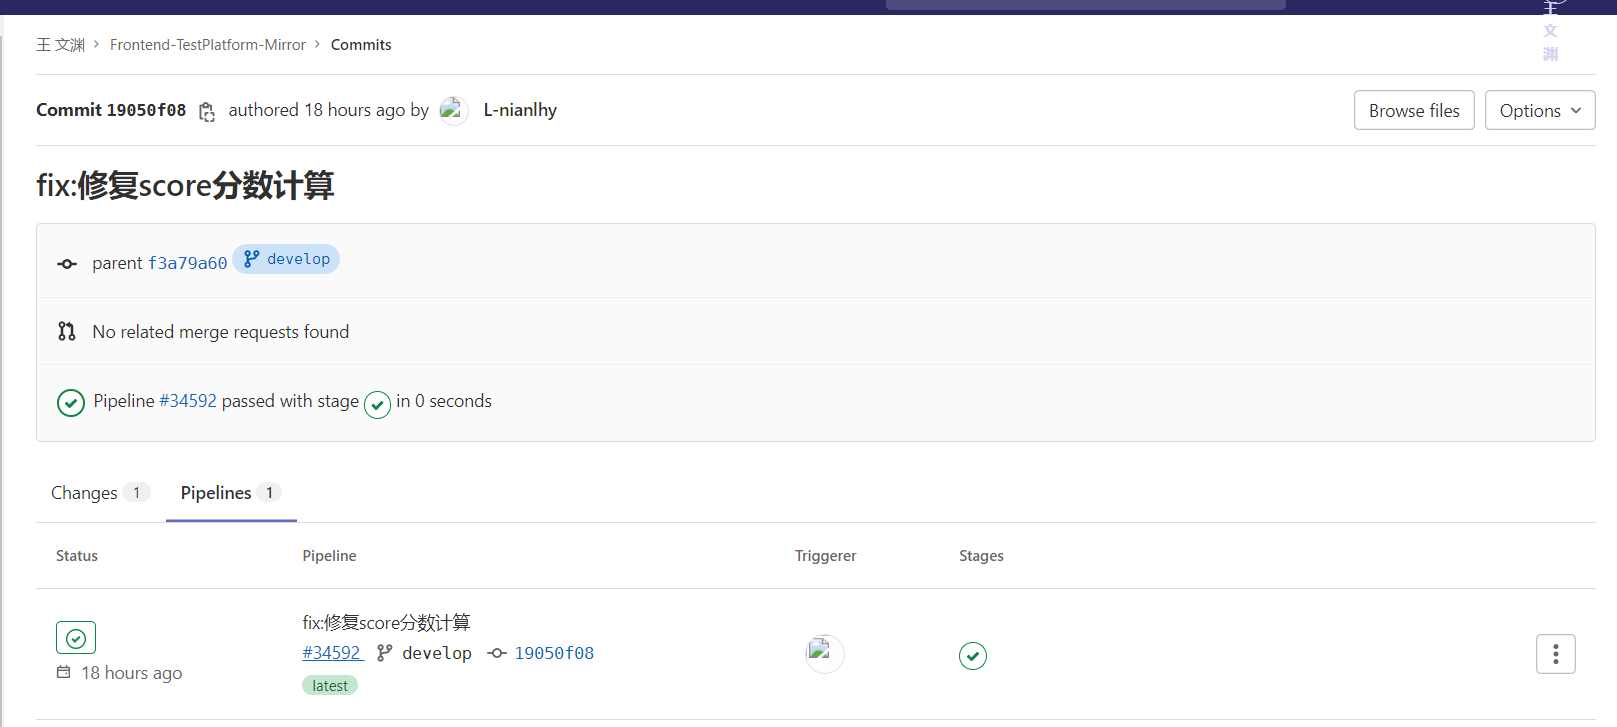 王 文渊
王 文渊 > Frontend-TestPlatform-Mirror > Commits
Commit 19050f08 authored 18 hours ago by L-nianlhy
Browse files
Options
fix:修复score分数计算
parent f3a79a60 develop
No related merge requests found
Pipeline #34592 passed with stage in 0 seconds
Changes 1
Pipelines 1
Status Pipeline Triggerer Stages
fix:修复score分数计算
#34592 develop 19050f08
18 hours ago
latest